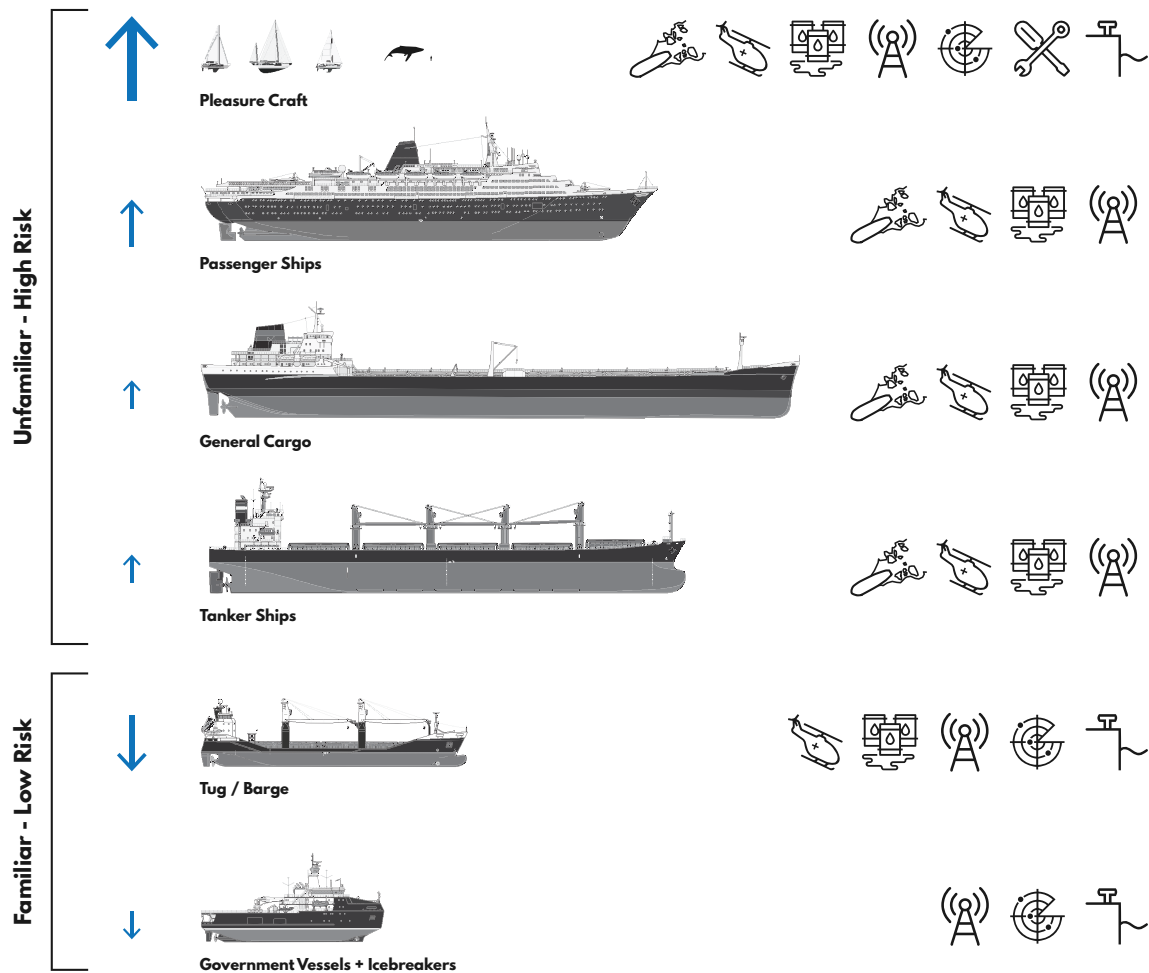 Unfamiliar - High Risk
Pleasure Craft
Passenger Ships
General Cargo
Tanker Ships
Familiar - Low Risk
Tug / Barge
Government Vessels + Icebreakers